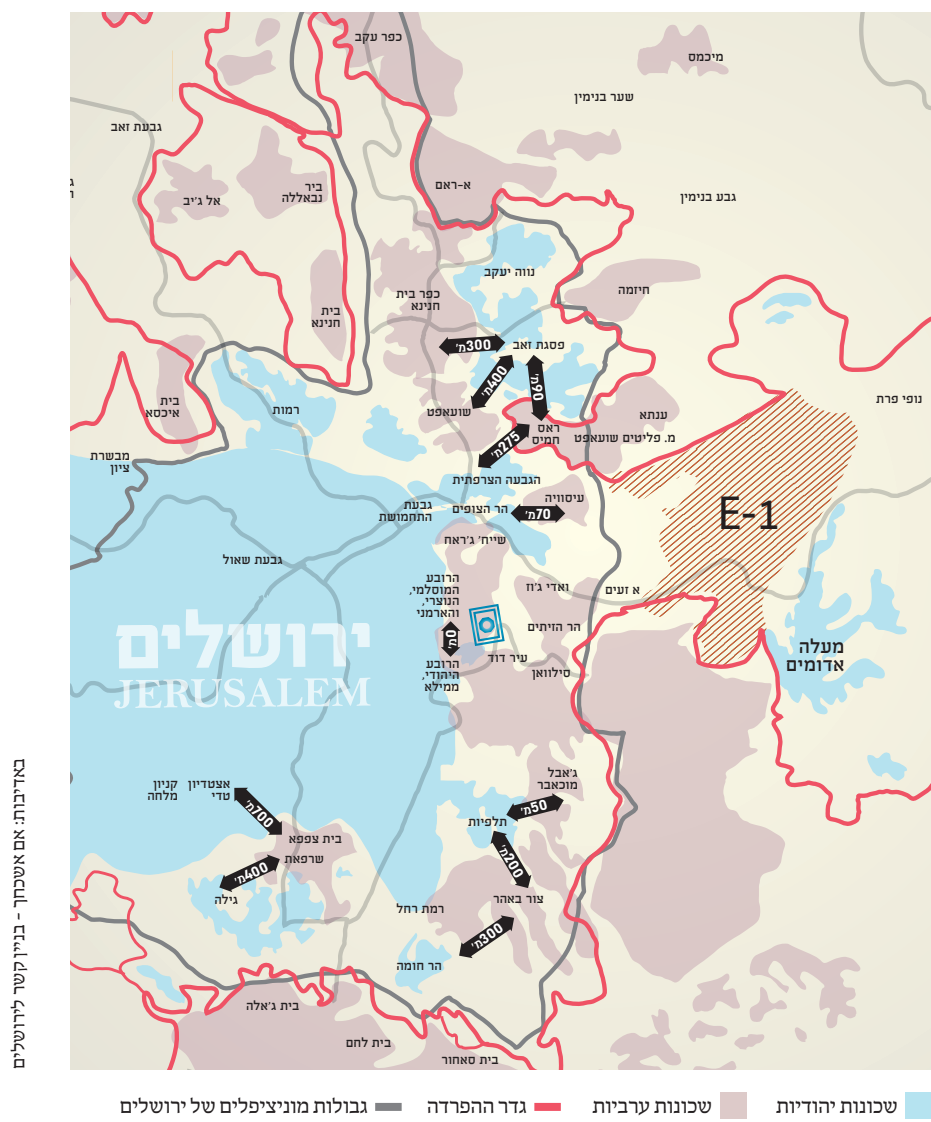 כפר עקב
מיכמס
שער בנימין
גבעת זאב
ג
ו
ביר
נבאללה
אל ג'יב
א-ראם
גבע בנימין
נווה יעקב
חיזמה
כפר בית
חנינא
בית
חנינא
300מ'
פסגת זאב
400מ'
90מ'
נופי פרת
בית
איכסא
רמות
שועאפט
ענתא
ראס
חמיס
מ. פליטים שועאפט
275מ'
מבשרת
ציון
הגבעה הצרפתית
עיסוויה
גבעת
התחמושת
הר הצופים
70מ'
E-1
שייח' ג'ראח
גבעת שאול
הרובע
המוסלמי,
הנוצרי,
והארמני
ואדי ג'וז
א זעים
0מ'
הר הזיתים
ירושלים
JERUSALEM
מעלה
אדומים
עיר דוד
סילוואן
הרובע
היהודי,
ממילא
ג'אבל
מוכאבר
אצטדיון
טדי
קניון
מלחה
50מ'
700מ'
תלפיות
בית צפפא
שרפאת
200מ'
400מ'
גילה
צור באהר
רמת רחל
300מ'
הר חומה
בית ג'אלה
בית לחם
בית סאחור
באדיבות: אם אשכחך - בניין קשר לירושלים
שכונות יהודיות
שכונות ערביות
גדר ההפרדה
גבולות מוניציפלים של ירושלים